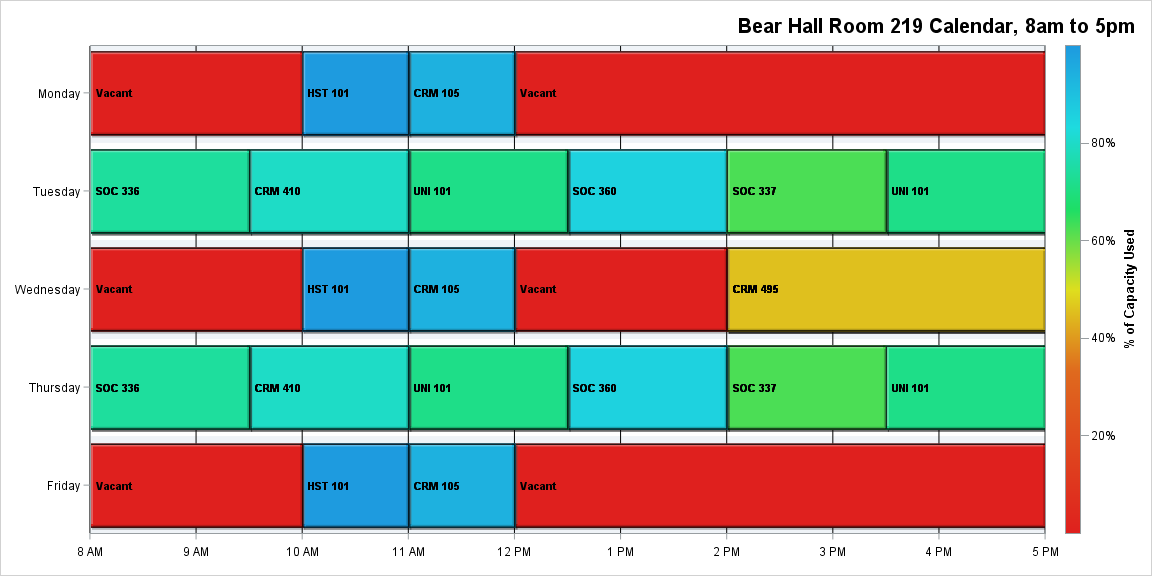 Bear Hall Room 219 Calendar, 8am to 5pm
Monday
Vacant
HST 101
CRM 105
Vacant
Tuesday
SOC 336
CRM 410
UNI 101
SOC 360
SOC 337
UNI 101
Wednesday
Vacant
HST 101
CRM 105
Vacant
CRM 495
Thursday
SOC 336
CRM 410
UNI 101
SOC 360
SOC 337
UNI 101
Friday
Vacant
HST 101
CRM 105
Vacant
8 AM
9 AM
10 AM
11 AM
12 PM
1 PM
2 PM
3 PM
4 PM
5 PM
80%
60%
40%
20%
% of Capacity Used